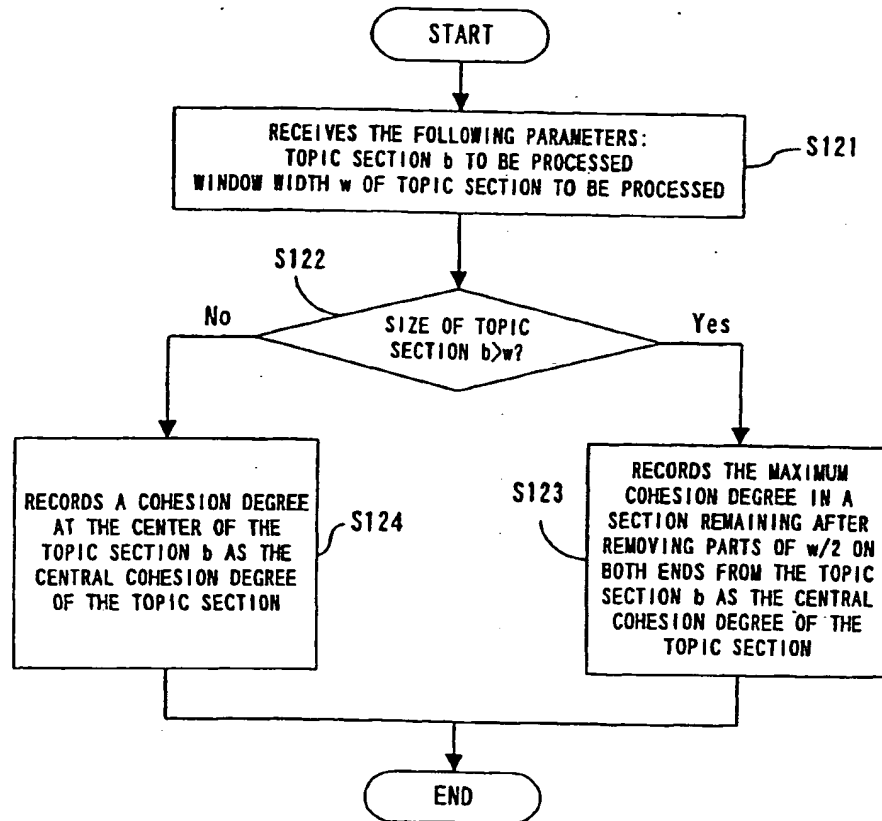 START
RECEIVES THE FOLLOWING PARAMETERS:
TOPIC SECTION b TO BE PROCESSED
WINDOW WIDTH w OF TOPIC SECTION TO BE PROCESSED
S121
S122
SIZE OF TOPIC
SECTION b>w?
No
Yes
RECORDS A COHESION DEGREE
AT THE CENTER OF THE
TOPIC SECTION b AS THE
CENTRAL COHESION DEGREE
OF THE TOPIC SECTION
S124
S123
RECORDS THE MAXIMUM
COHESION DEGREE IN A
SECTION REMAINING AFTER
REMOVING PARTS OF w/2 ON
BOTH ENDS FROM THE TOPIC
SECTION b AS THE CENTRAL
COHESION DEGREE OF THE
TOPIC SECTION
END